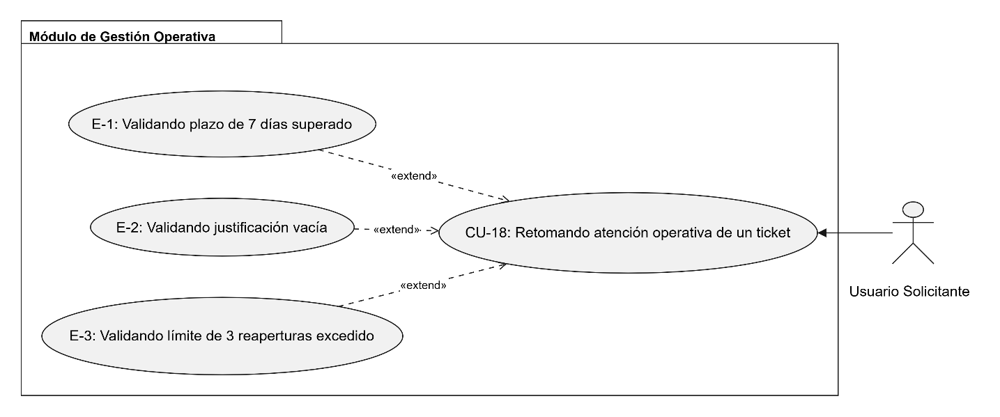 Módulo de Gestión Operativa
E-1: Validando plazo de 7 días superado
«extend»
E-2: Validando justificación vacía
«extend»
CU-18: Retomando atención operativa de un ticket
«extend»
Usuario Solicitante
E-3: Validando límite de 3 reaperturas excedido